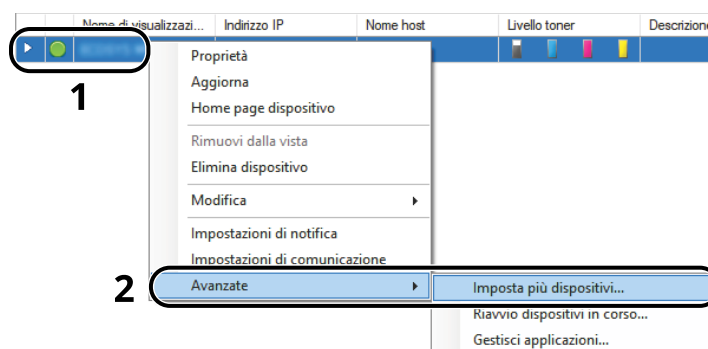 Nome di visualizzazi... Indirizzo IP Nome host Livello toner Descrizione
1
Proprietà
Aggiorna
Home page dispositivo
Rimuovi dalla vista
Elimina dispositivo
Modifica
Impostazioni di notifica
Impostazioni di comunicazione
2 Avanzate Imposta più dispositivi...
Riavvio dispositivi in corso...
Gestisci applicazioni...